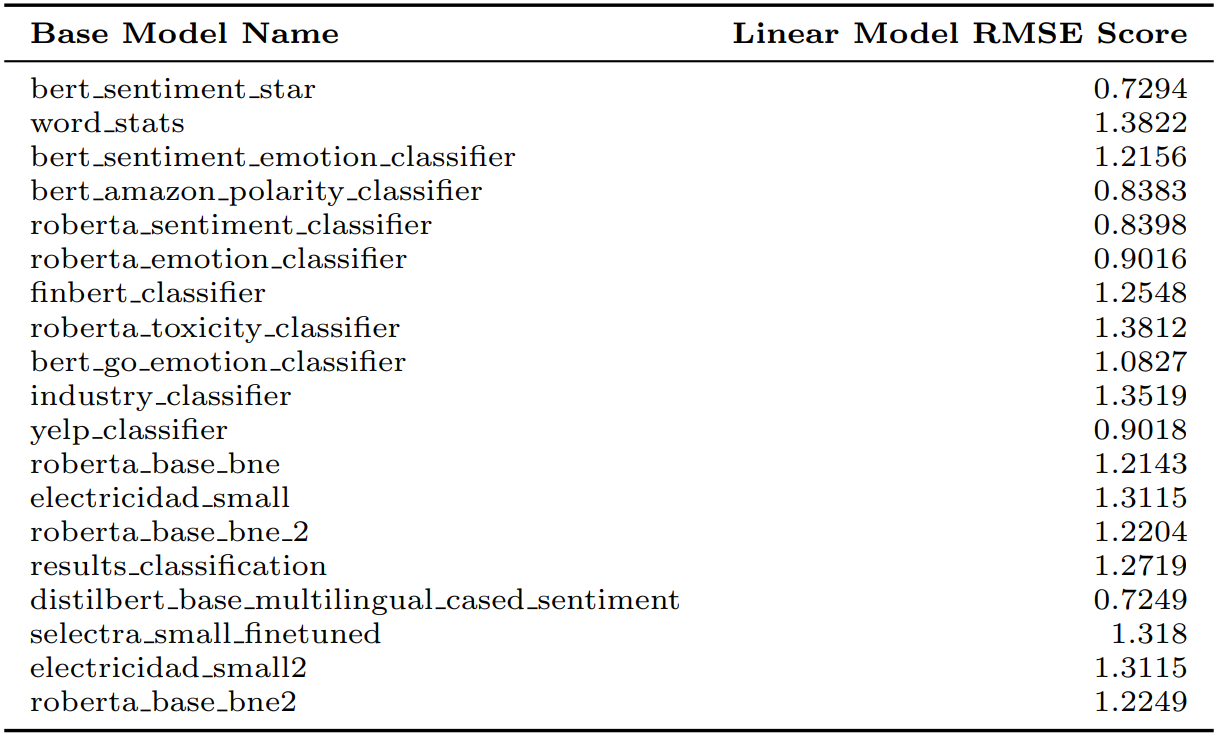 Base Model Name Linear Model RMSE Score
bert_sentiment_star 0.7294
word_stats 1.3822
bert_sentiment_emotion_classifier 1.2156
bert_amazon_polarity_classifier 0.8383
roberta_sentiment_classifier 0.8398
roberta_emotion_classifier 0.9016
finbert_classifier 1.2548
roberta_toxicity_classifier 1.3812
bert_go_emotion_classifier 1.0827
industry_classifier 1.3519
yelp_classifier 0.9018
roberta_base_bne 1.2143
electricidad_small 1.3115
roberta_base_bne_2 1.2204
results_classification 1.2719
distilbert_base_multilingual_cased_sentiment 0.7249
selectra_small_finetuned 1.318
electricidad_small2 1.3115
roberta_base_bne2 1.2249